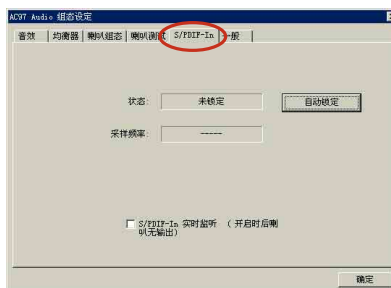 AC97 Audio 组态设定
音效 均衡器 喇叭组态 喇叭测试 S/PDIF-In 一般
状态: 未锁定 自动锁定
采样频率: -----
S/PDIF-In 实时监听 （开启时后喇
叭无输出）
确定